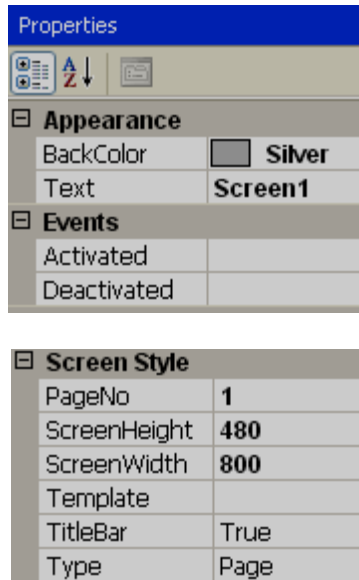 Properties
A Z
Appearance
BackColor Silver
Text Screen1
Events
Activated
Deactivated
Screen Style
PageNo 1
ScreenHeight 480
ScreenWidth 800
Template
TitleBar True
Type Page